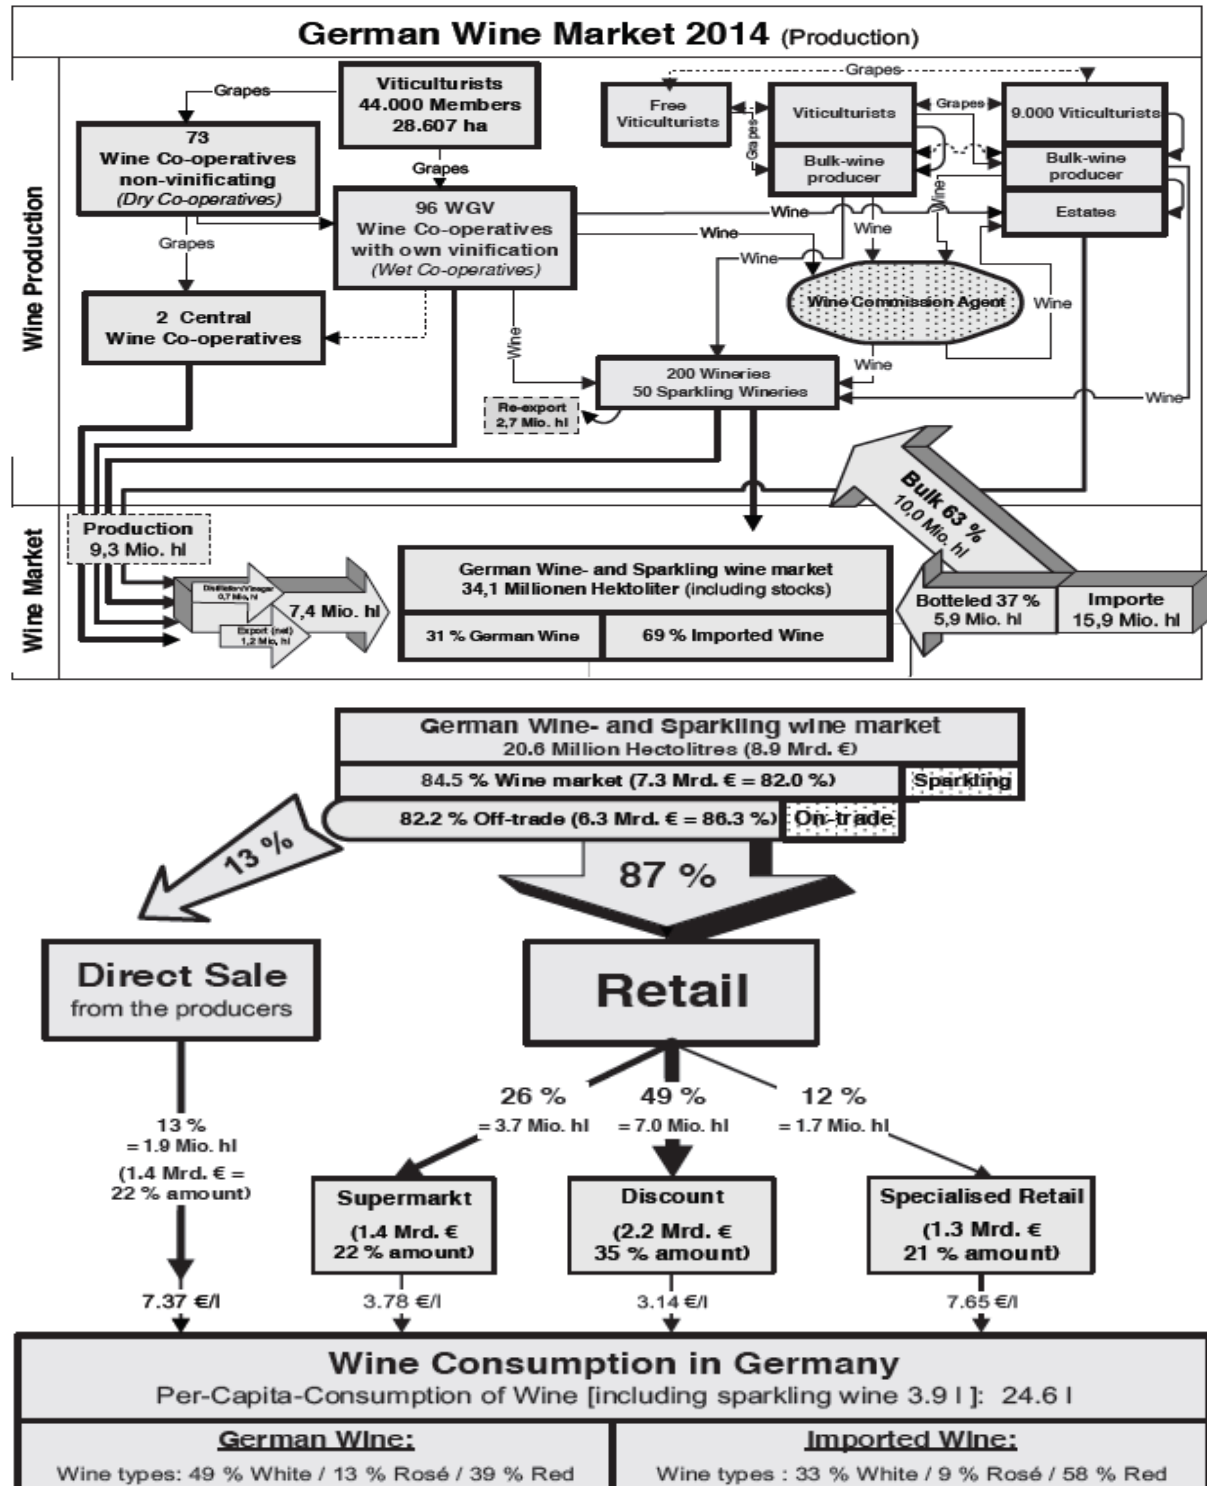 German Wine Market 2014 (Production)
Wine Production
Grapes
Viticulturists
44.000 Members
28.607 ha
73
Wine Co-operatives
non-vinificating
(Dry Co-operatives)
Grapes
Grapes
96 WGV
Wine Co-operatives
with own vinification
(Wet Co-operatives)
2 Central
Wine Co-operatives
Grapes
Free
Viticulturists
Grapes
Viticulturists
Bulk-wine
producer
Grapes
9.000 Viticulturists
Bulk-wine
producer
Estates
Wine
Wine
Wine
Wine
Wine
Wine
Wine Commission Agent
Wine
Wine
Wine
200 Wineries
50 Sparkling Wineries
Re-export
2,7 Mio. hl
Wine Market
Production
9,3 Mio. hl
Distillation/Vinegar
0,7 Mio. hl
Export (net)
1,2 Mio. hl
7,4 Mio. hl
German Wine- and Sparkling wine market
34,1 Millionen Hektoliter (including stocks)
31 % German Wine
69 % Imported Wine
Bulk 63 %
10,0 Mio. hl
Botteled 37 %
5,9 Mio. hl
Importe
15,9 Mio. hl
German Wine- and Sparkling wine market
20.6 Million Hectolitres (8.9 Mrd. €)
84.5 % Wine market (7.3 Mrd. € = 82.0 %)
Sparkling
82.2 % Off-trade (6.3 Mrd. € = 86.3 %)
On-trade
13 %
87 %
Direct Sale
from the producers
Retail
13 %
= 1.9 Mio. hl
(1.4 Mrd. € =
22 % amount)
26 %
= 3.7 Mio. hl
49 %
= 7.0 Mio. hl
12 %
= 1.7 Mio. hl
Supermarkt
(1.4 Mrd. €
22 % amount)
Discount
(2.2 Mrd. €
35 % amount)
Specialised Retail
(1.3 Mrd. €
21 % amount)
7.37 €/l
3.78 €/l
3.14 €/l
7.65 €/l
Wine Consumption in Germany
Per-Capita-Consumption of Wine [including sparkling wine 3.9 l ]: 24.6 l
German Wine:
Wine types: 49 % White / 13 % Rosé / 39 % Red
Imported Wine:
Wine types : 33 % White / 9 % Rosé / 58 % Red